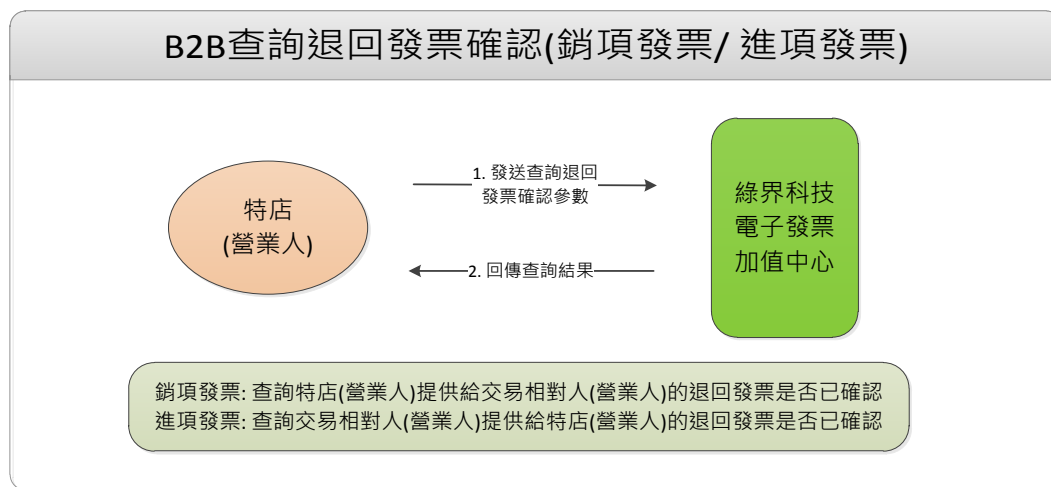 B2B查詢退回發票確認(銷項發票/ 進項發票)
特店
(營業人)
1. 發送查詢退回
發票確認參數
2. 回傳查詢結果
綠界科技
電子發票
加值中心
銷項發票: 查詢特店(營業人)提供給交易相對人(營業人)的退回發票是否已確認
進項發票: 查詢交易相對人(營業人)提供給特店(營業人)的退回發票是否已確認